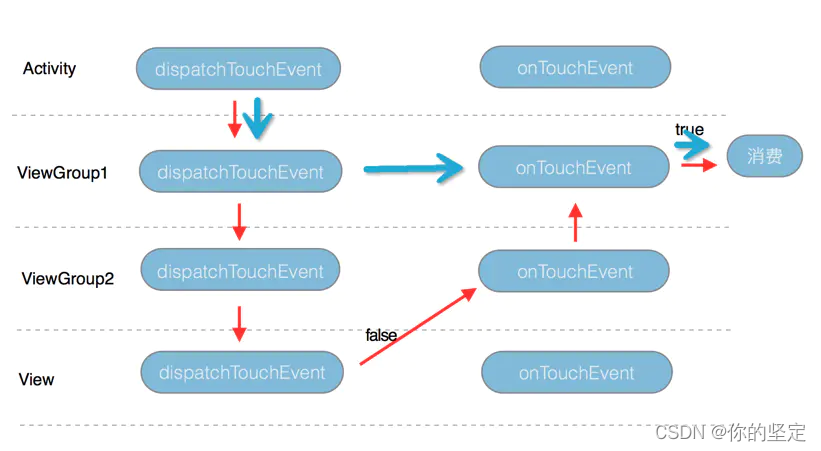 Activity
dispatchTouchEvent
onTouchEvent
true
ViewGroup1
dispatchTouchEvent
onTouchEvent
消费
ViewGroup2
dispatchTouchEvent
onTouchEvent
false
View
dispatchTouchEvent
onTouchEvent
CSDN @你的坚定